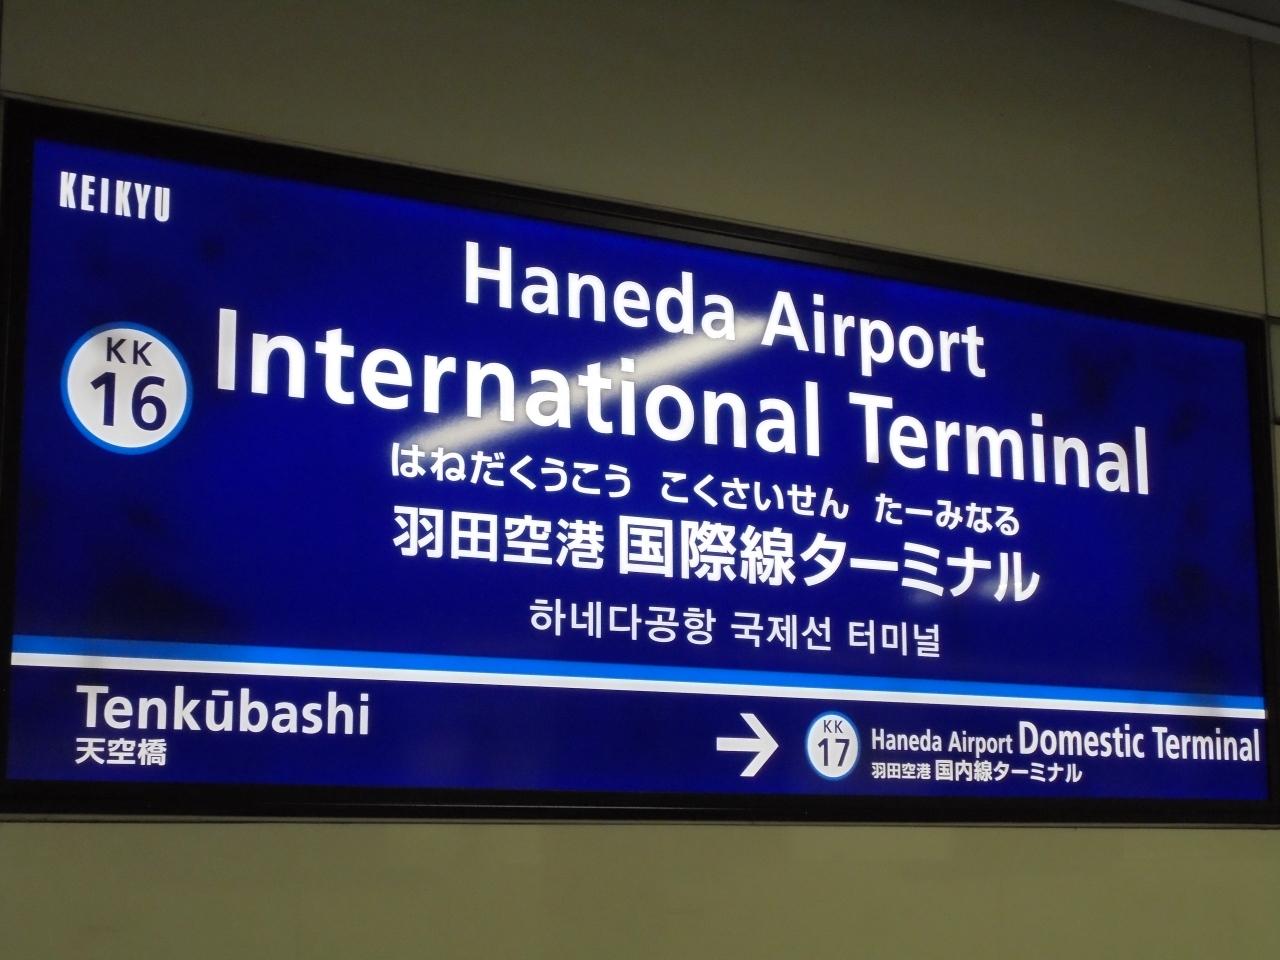 KEIKYU
Haneda Airport
KK
16
International Terminal
はねだくうこう こくさいせん たーみなる
羽田空港 国際線ターミナル
하네다공항 국제선 터미널
Tenkūbashi
天空橋
→
KK
17
Haneda Airport Domestic Terminal
羽田空港 国内線ターミナル